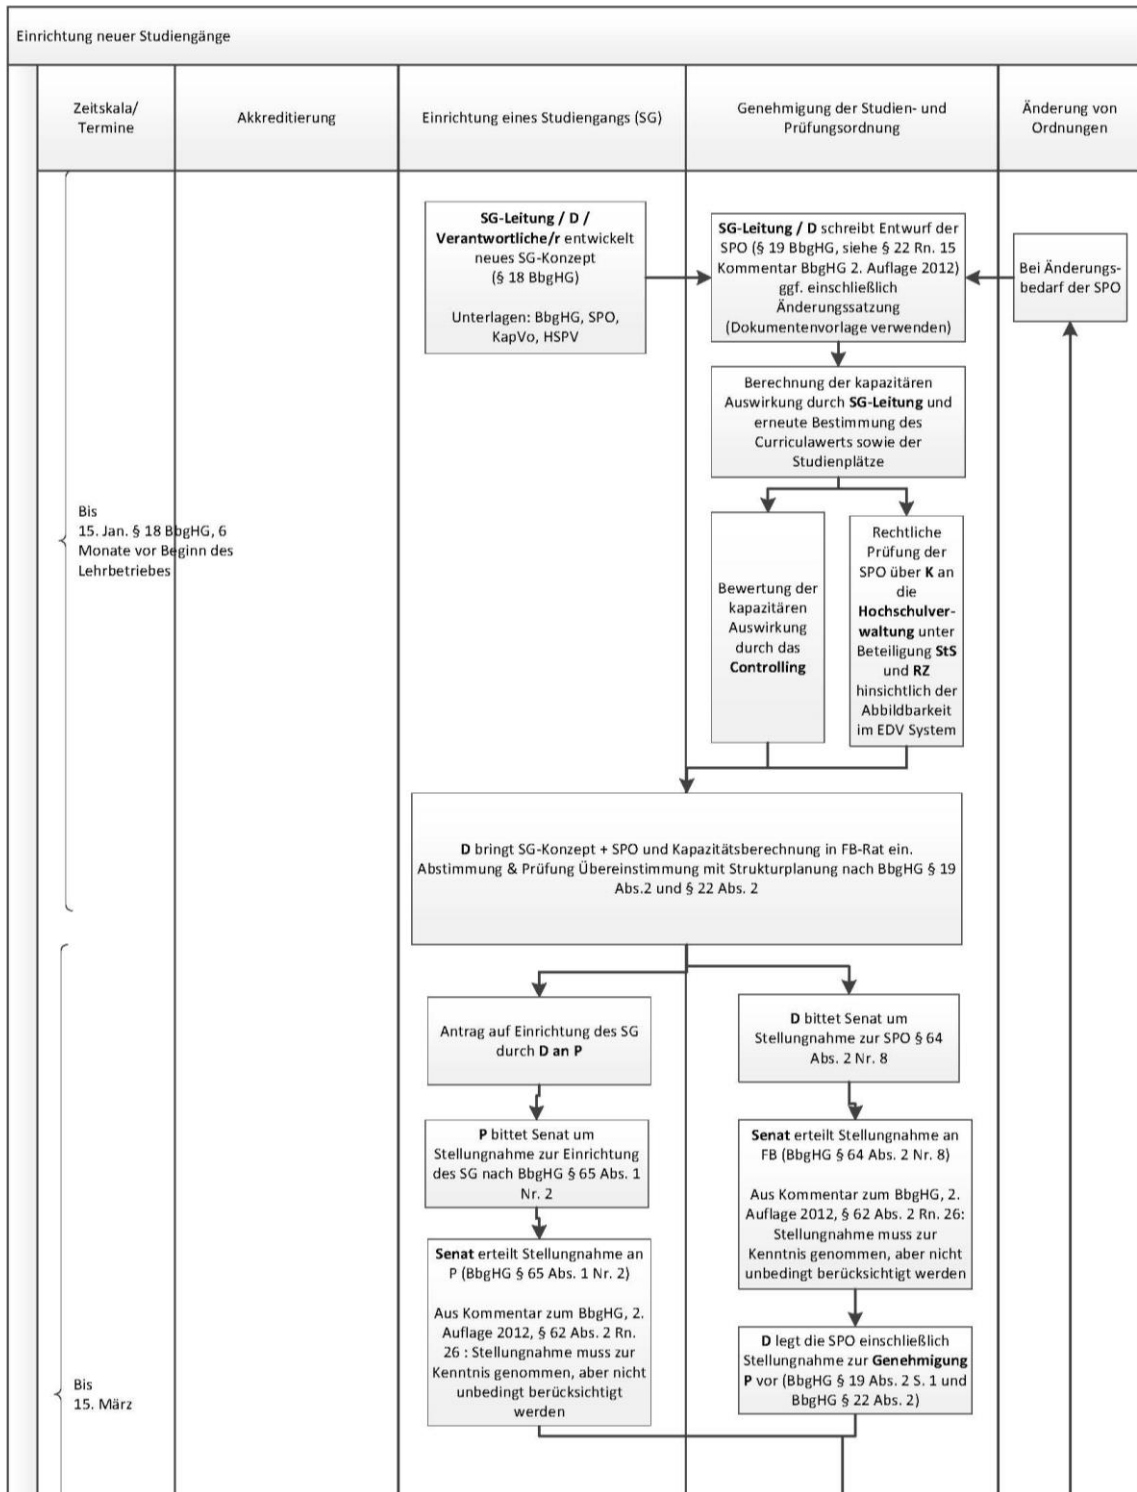 Einrichtung neuer Studiengänge
Zeitskala/
Termine
Akkreditierung
Einrichtung eines Studiengangs (SG)
Genehmigung der Studien- und
Prüfungsordnung
Änderung von
Ordnungen
SG-Leitung / D /
Verantwortliche/r entwickelt
neues SG-Konzept
(§ 18 BbgHG)
Unterlagen: BbgHG, SPO,
KapVo, HSPV
SG-Leitung / D schreibt Entwurf der
SPO (§ 19 BbgHG, siehe § 22 Rn. 15
Kommentar BbgHG 2. Auflage 2012)
ggf. einschließlich
Änderungssatzung
(Dokumentenvorlage verwenden)
Bei Änderungs-
bedarf der SPO
Berechnung der kapazitären
Auswirkung durch SG-Leitung und
erneute Bestimmung des
Curriculawerts sowie der
Studienplätze
Bis
15. Jan. § 18 BbgHG, 6
Monate vor Beginn des
Lehrbetriebes
Bewertung der
kapazitären
Auswirkung
durch das
Controlling
Rechtliche
Prüfung der
SPO über K an
die
Hochschulver-
waltung unter
Beteiligung StS
und RZ
hinsichtlich der
Abbildbarkeit
im EDV System
D bringt SG-Konzept + SPO und Kapazitätsberechnung in FB-Rat ein.
Abstimmung & Prüfung Übereinstimmung mit Strukturplanung nach BbgHG § 19
Abs.2 und § 22 Abs. 2
Antrag auf Einrichtung des SG
durch D an P
D bittet Senat um
Stellungnahme zur SPO § 64
Abs. 2 Nr. 8
P bittet Senat um
Stellungnahme zur Einrichtung
des SG nach BbgHG § 65 Abs. 1
Nr. 2
Senat erteilt Stellungnahme an
FB (BbgHG § 64 Abs. 2 Nr. 8)
Aus Kommentar zum BbgHG, 2.
Auflage 2012, § 62 Abs. 2 Rn. 26:
Stellungnahme muss zur
Kenntnis genommen, aber nicht
unbedingt berücksichtigt werden
Senat erteilt Stellungnahme an
P (BbgHG § 65 Abs. 1 Nr. 2)
Aus Kommentar zum BbgHG, 2.
Auflage 2012, § 62 Abs. 2 Rn.
26 : Stellungnahme muss zur
Kenntnis genommen, aber nicht
unbedingt berücksichtigt
werden
D legt die SPO einschließlich
Stellungnahme zur Genehmigung
P vor (BbgHG § 19 Abs. 2 S. 1 und
BbgHG § 22 Abs. 2)
Bis
15. März